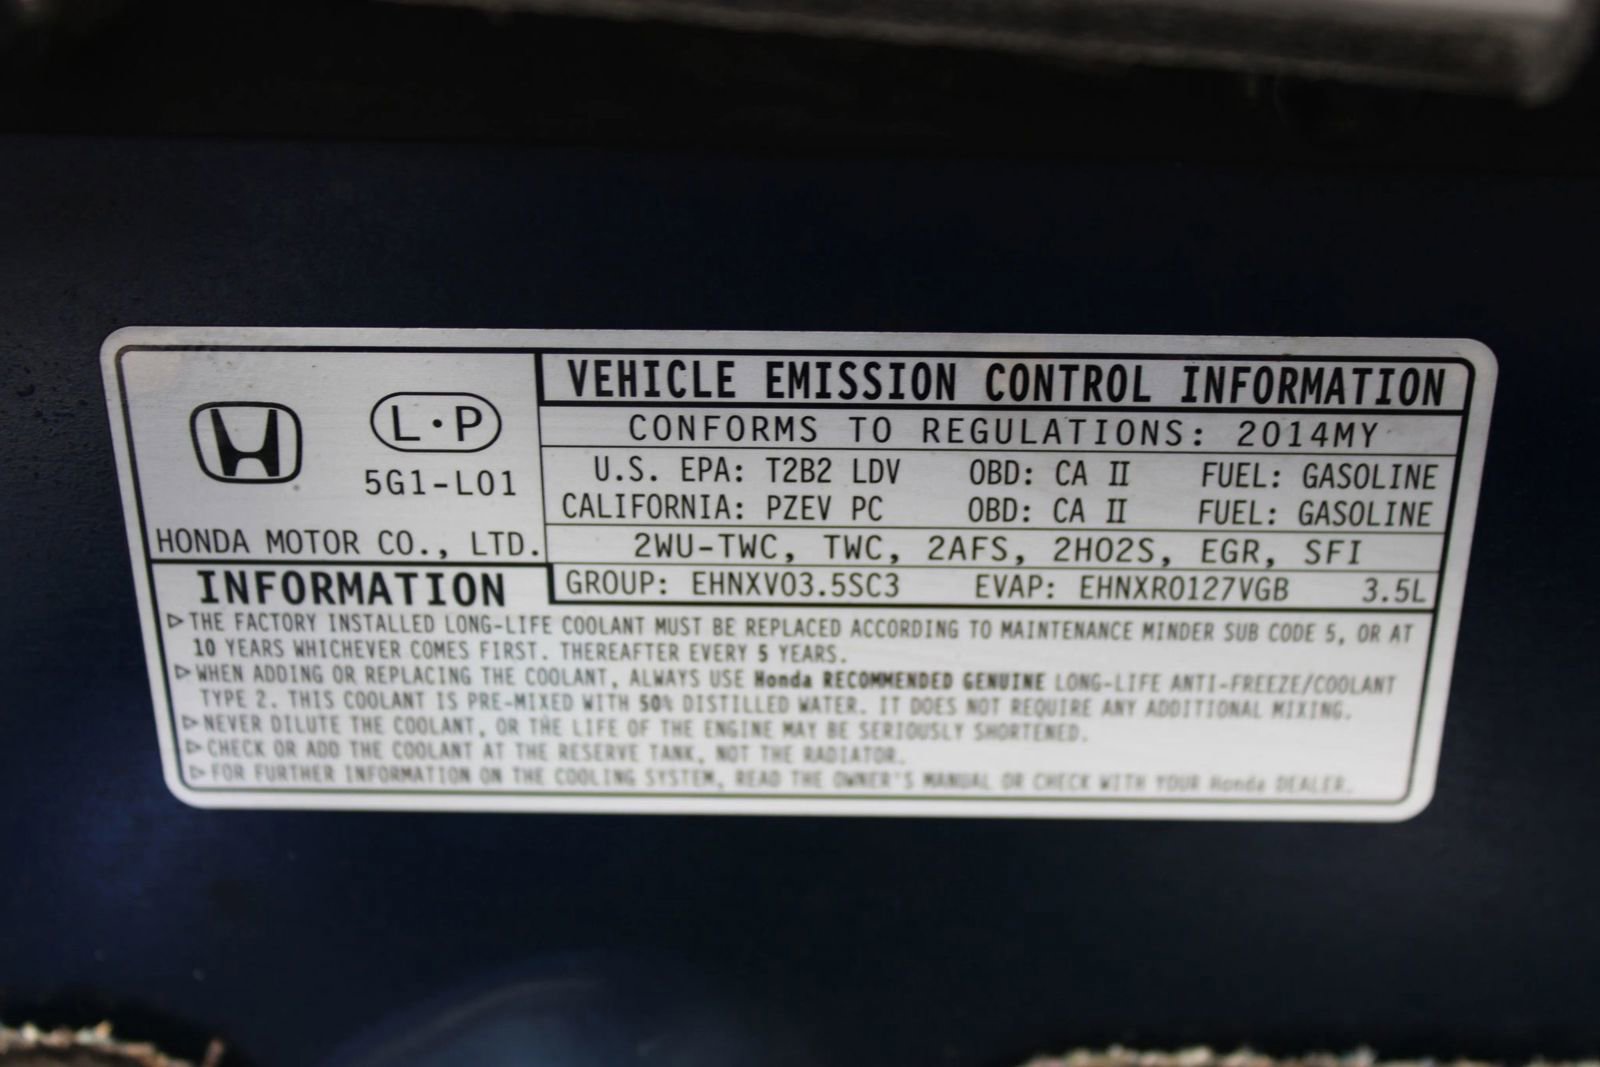 L·P
5G1-L01
HONDA MOTOR CO., LTD.
VEHICLE EMISSION CONTROL INFORMATION
CONFORMS TO REGULATIONS: 2014MY
U.S. EPA: T2B2 LDV OBD: CA II FUEL: GASOLINE
CALIFORNIA: PZEV PC OBD: CA II FUEL: GASOLINE
2WU-TWC, TWC, 2AFS, 2HO2S, EGR, SFI
GROUP: EHNXV03.5SC3 EVAP: EHNXR0127VGB 3.5L
INFORMATION
▷THE FACTORY INSTALLED LONG-LIFE COOLANT MUST BE REPLACED ACCORDING TO MAINTENANCE MINDER SUB CODE 5, OR AT
10 YEARS WHICHEVER COMES FIRST. THEREAFTER EVERY 5 YEARS.
▷WHEN ADDING OR REPLACING THE COOLANT, ALWAYS USE Honda RECOMMENDED GENUINE LONG-LIFE ANTI-FREEZE/COOLANT
TYPE 2. THIS COOLANT IS PRE-MIXED WITH 50% DISTILLED WATER. IT DOES NOT REQUIRE ANY ADDITIONAL MIXING.
▷NEVER DILUTE THE COOLANT, OR THE LIFE OF THE ENGINE MAY BE SERIOUSLY SHORTENED.
▷CHECK OR ADD THE COOLANT AT THE RESERVE TANK, NOT THE RADIATOR.
▷FOR FURTHER INFORMATION ON THE COOLING SYSTEM, READ THE OWNER'S MANUAL OR CHECK WITH YOUR Honda DEALER.